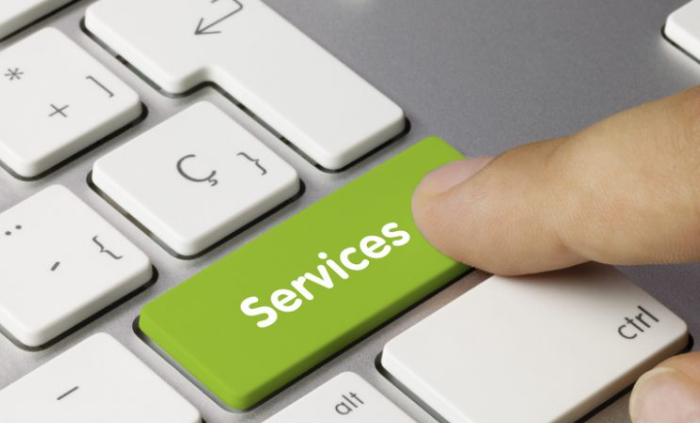 * + ]
Ç }
¨ ´ {
Services
ctrl
alt